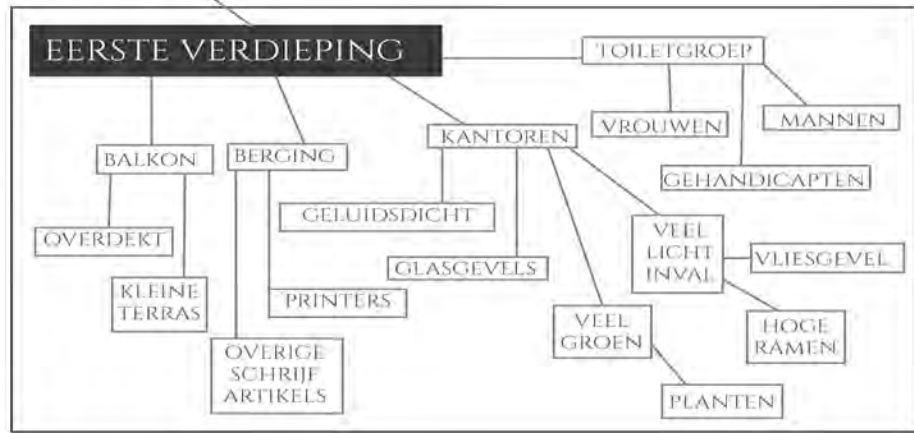 EERSTE VERDIEPING
TOILETGROEP
VROUWEN
MANNEN
GEHANDICAPTEN
KANTOREN
BALKON
BERGING
GELUIDSDICHT
OVERDEKT
GLASGEVELS
VEEL
LICHT
INVAL
VLIESGEVEL
KLEINE
TERRAS
PRINTERS
VEEL
GROEN
HOGE
RAMEN
OVERIGE
SCHRIJF
ARTIKELS
PLANTEN